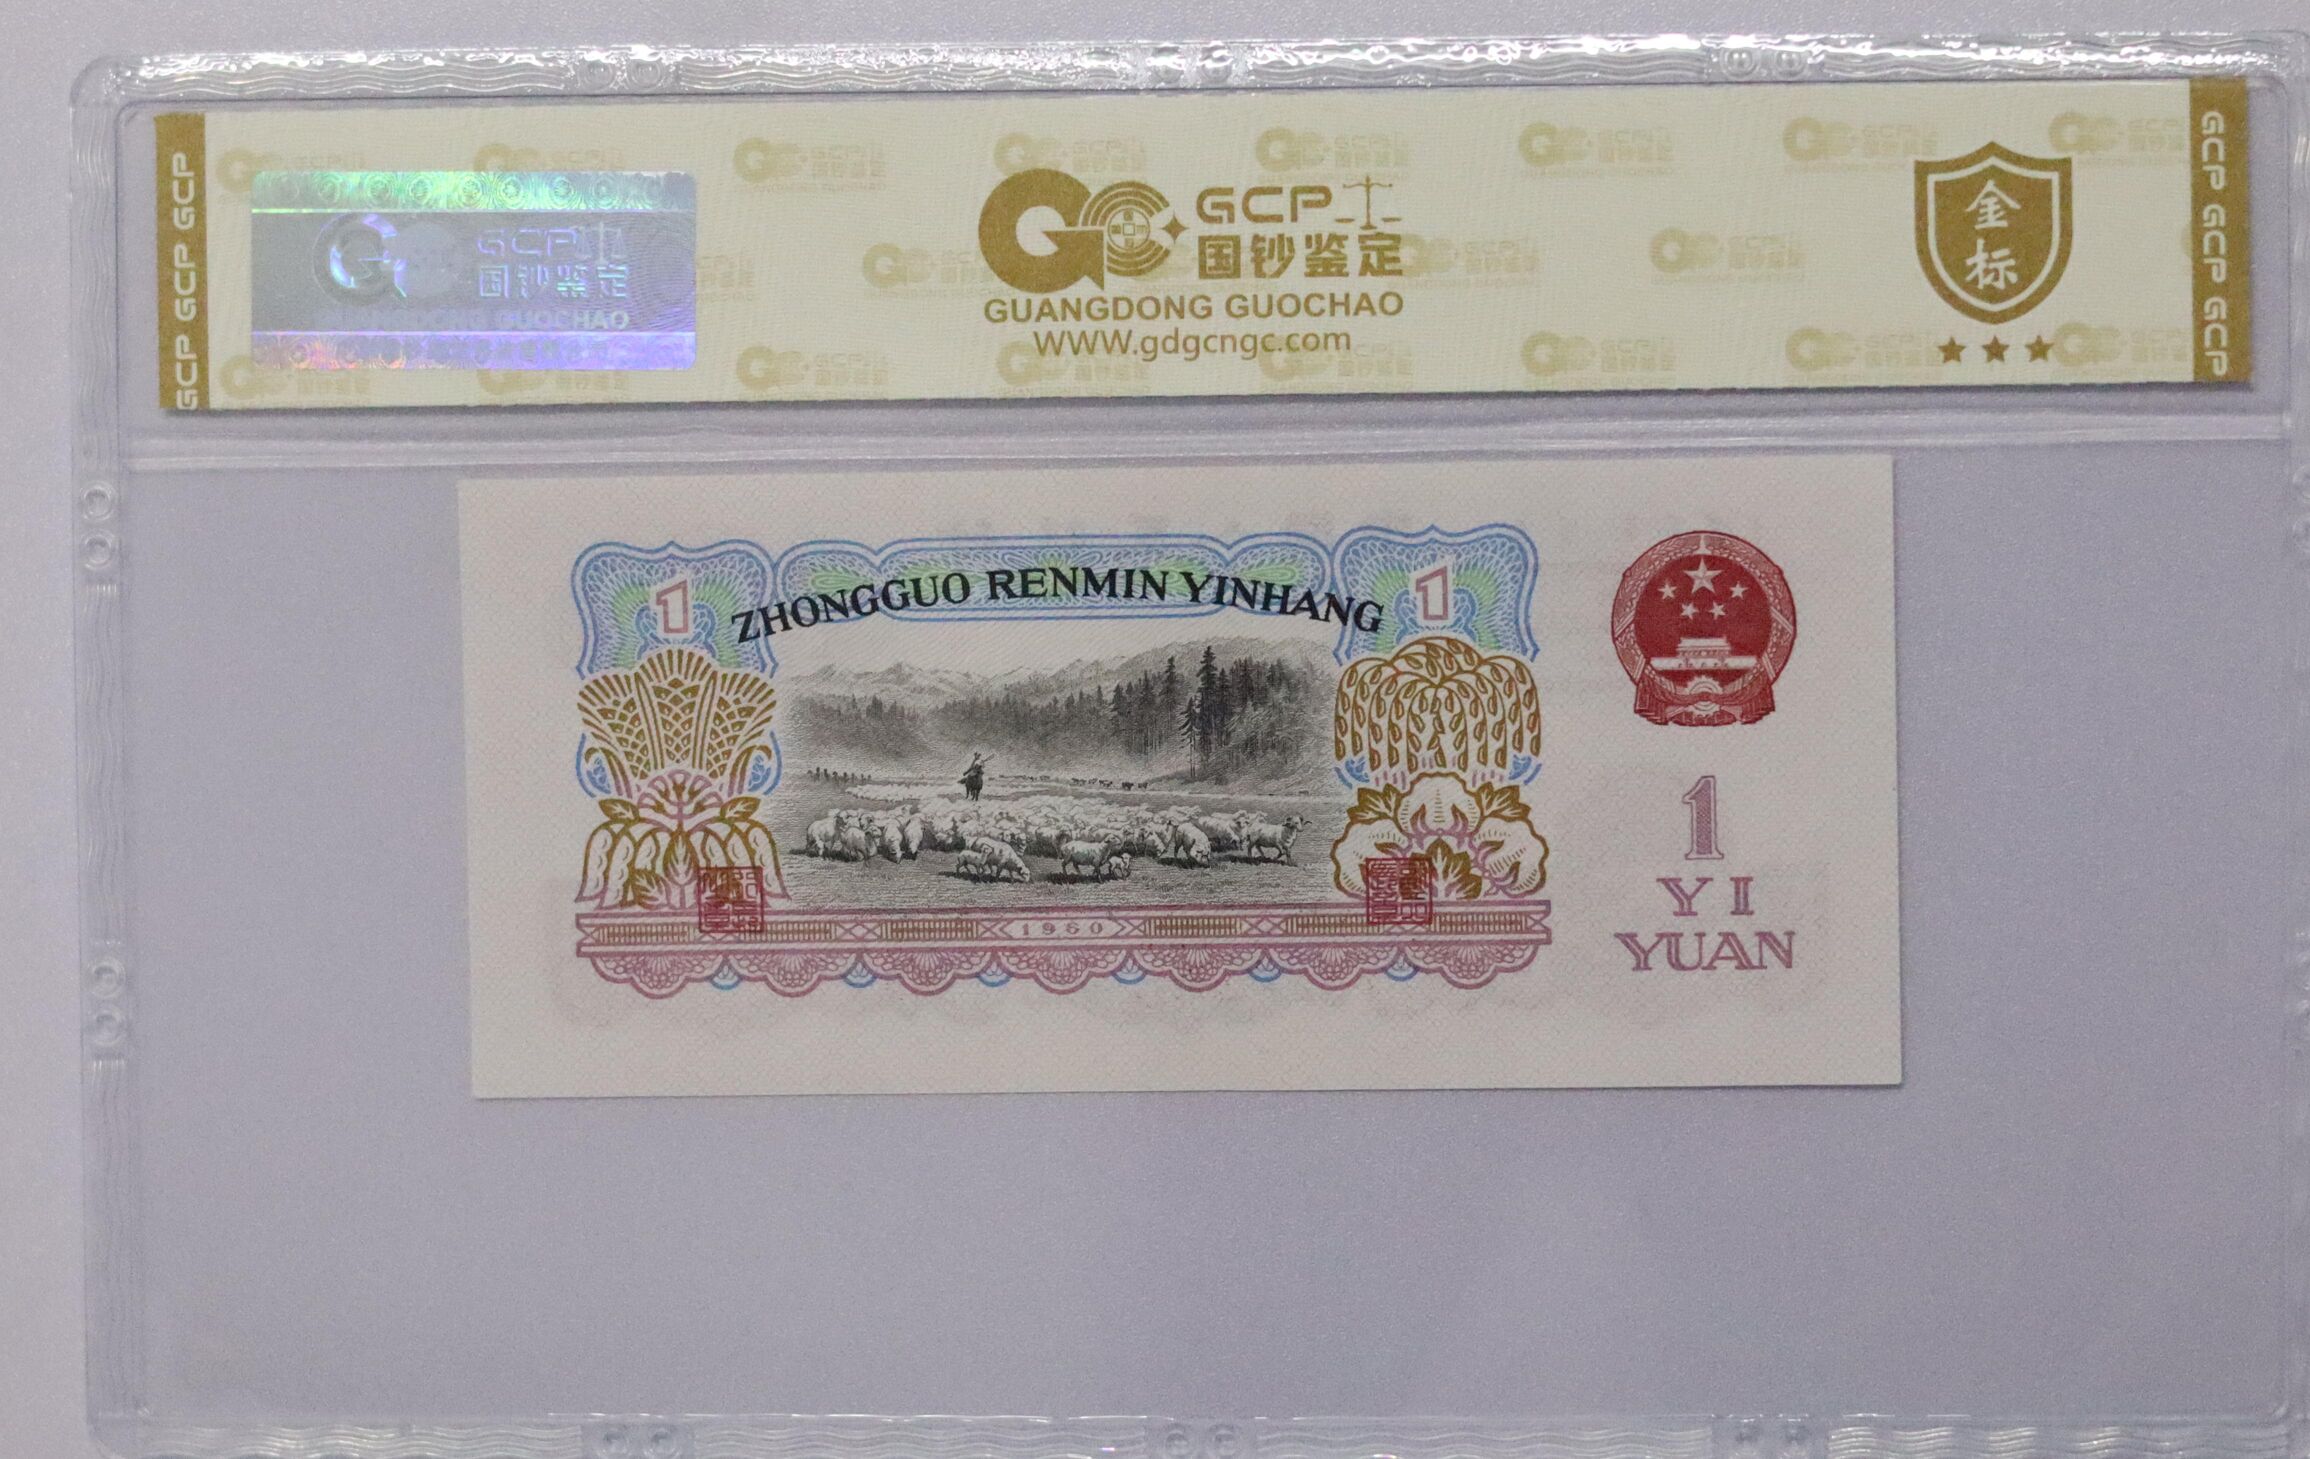 GCP GCP GCP
GCP
国钞鉴定
GUANGDONG GUOCHAO
GCP
国钞鉴定
GUANGDONG GUOCHAO
WWW.gdgcngc.com
金
标
GCP GCP GCP
1
ZHONGGUO RENMIN YINHANG
1
1
YI
YUAN
1960